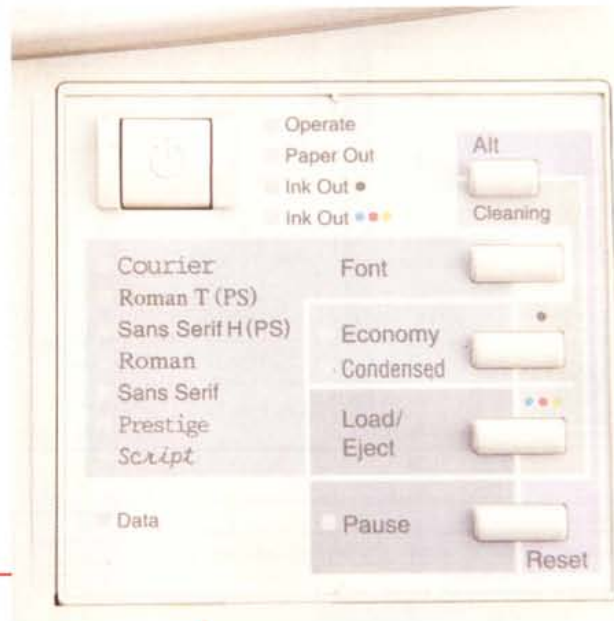 Operate
Paper Out
Ink Out
Ink Out
Alt
Cleaning
Courier
Roman T (PS)
Sans Serif H (PS)
Roman
Sans Serif
Prestige
Script
Font
Economy
Condensed
Load/
Eject
Data
Pause
Reset